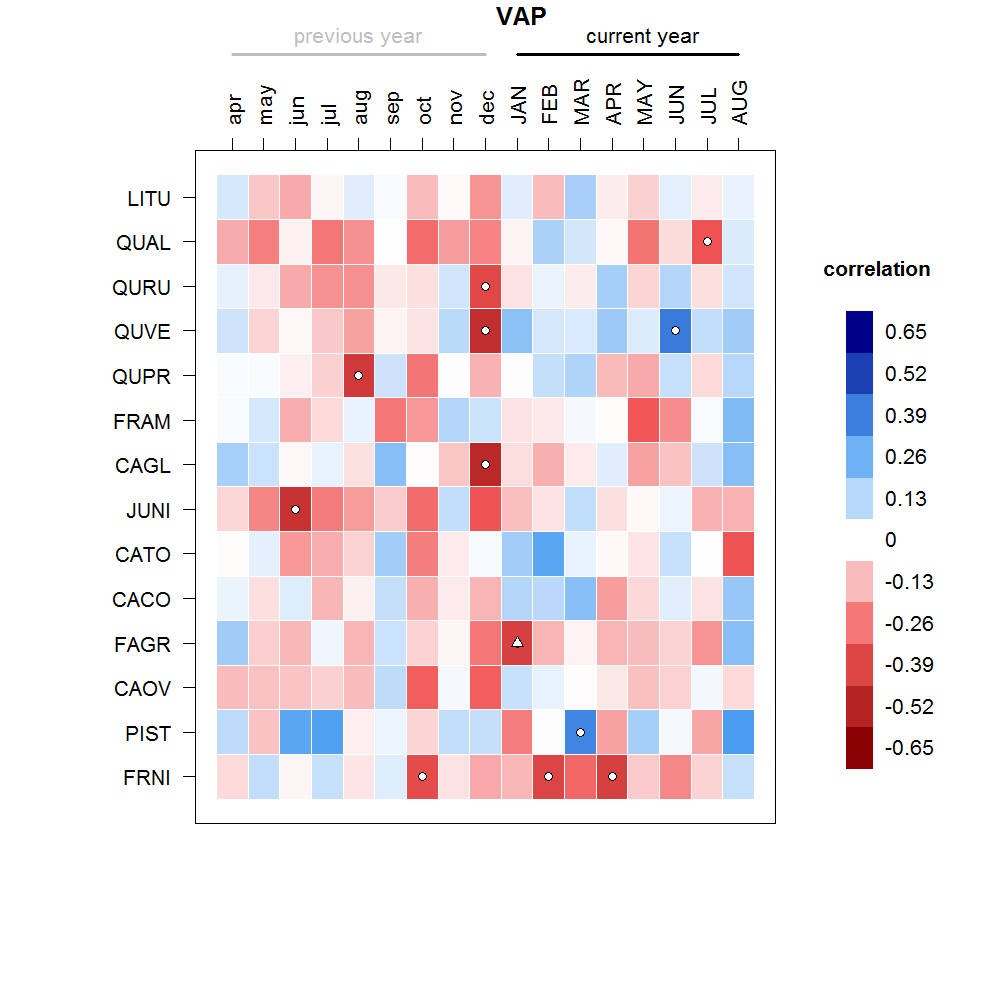 VAP
previous year current year
apr may jun jul aug sep oct nov dec JAN FEB MAR APR MAY JUN JUL AUG
LITU
QUAL
QURU
QUVE
QUPR
FRAM
CAGL
JUNI
CATO
CACO
FAGR
CAOV
PIST
FRNI
correlation
0.65
0.52
0.39
0.26
0.13
0
-0.13
-0.26
-0.39
-0.52
-0.65